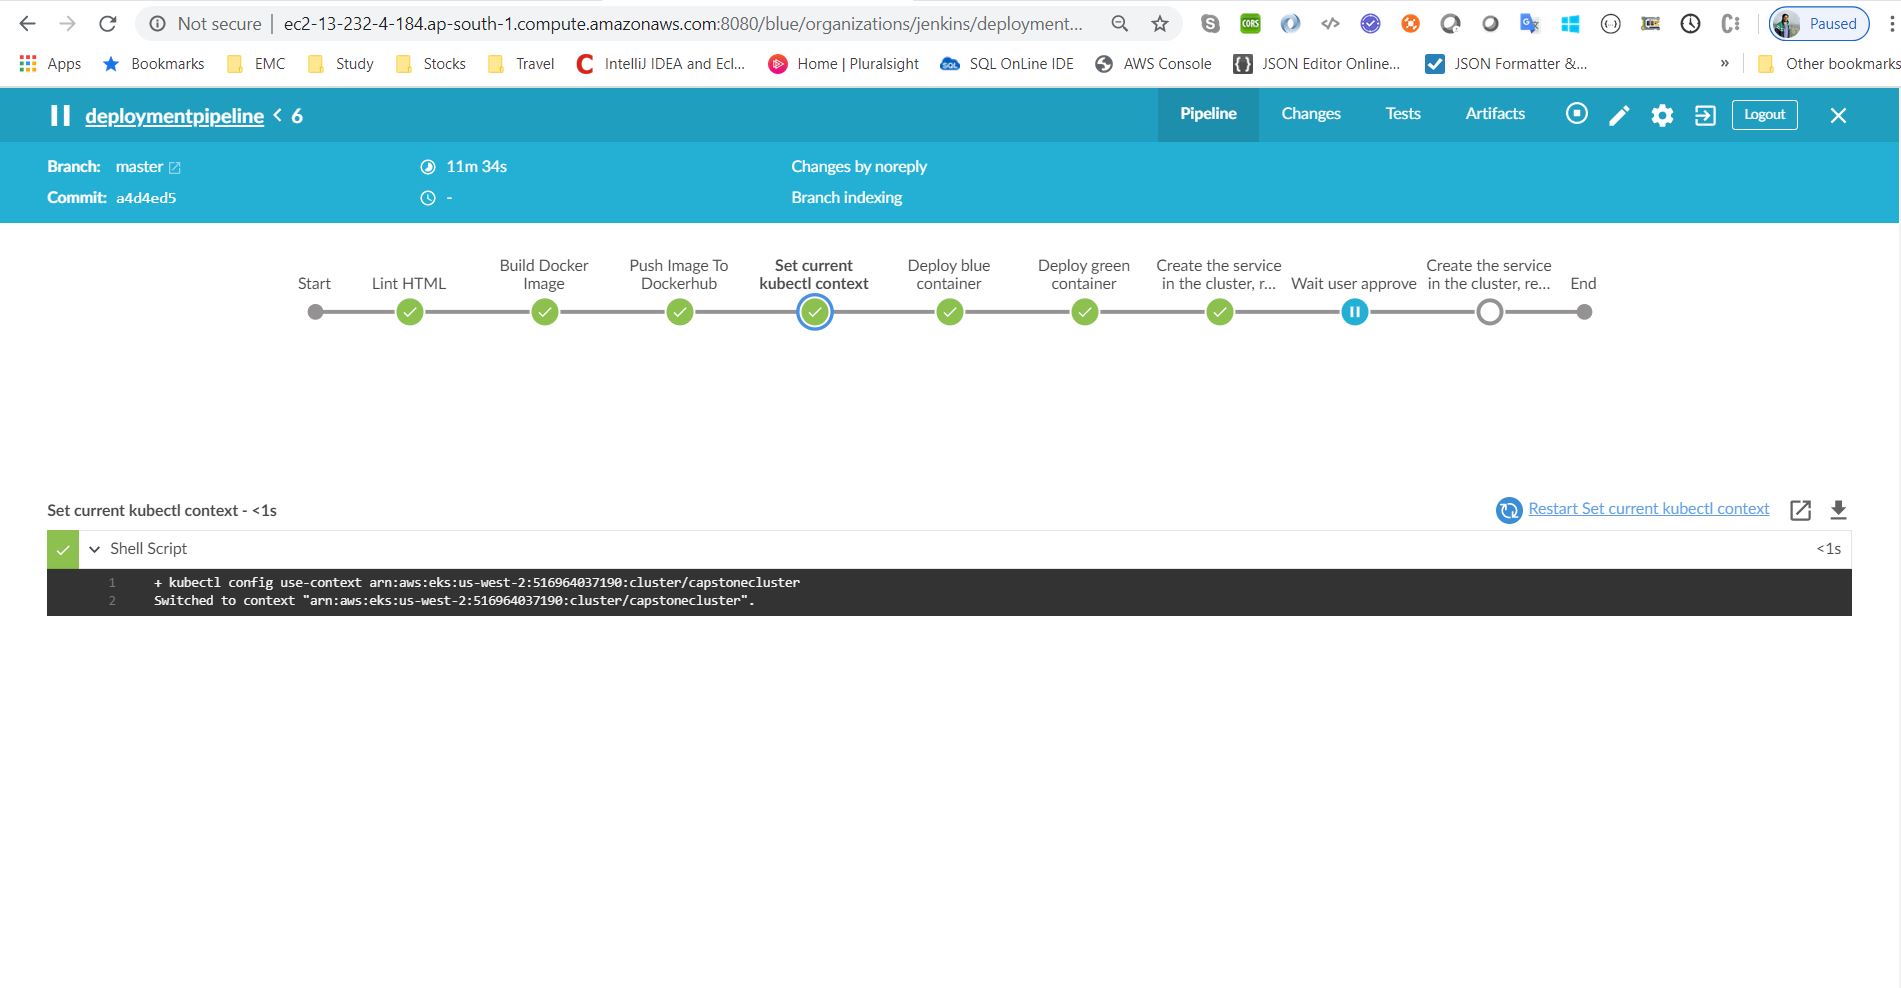 Not secure | ec2-13-232-4-184.ap-south-1.compute.amazonaws.com:8080/blue/organizations/jenkins/deployment...
CORS
Paused
Apps Bookmarks EMC Study Stocks Travel C IntelliJ IDEA and Ecl... Home | Pluralsight SQL SQL OnLine IDE AWS Console JSON Editor Online... JSON Formatter &... » Other bookmarks
deploymentpipeline < 6
Pipeline Changes Tests Artifacts Logout
Branch: master 11m 34s Changes by noreply
Commit: a4d4ed5 - Branch indexing
Start
Lint HTML
Build Docker
Image
Push Image To
Dockerhub
Set current
kubectl context
Deploy blue
container
Deploy green
container
Create the service
in the cluster, r...
Wait user approve
Create the service
in the cluster, re...
End
Set current kubectl context - <1s
Restart Set current kubectl context
Shell Script <1s
1 + kubectl config use-context arn:aws:eks:us-west-2:516964037190:cluster/capstonecluster
2 Switched to context "arn:aws:eks:us-west-2:516964037190:cluster/capstonecluster".